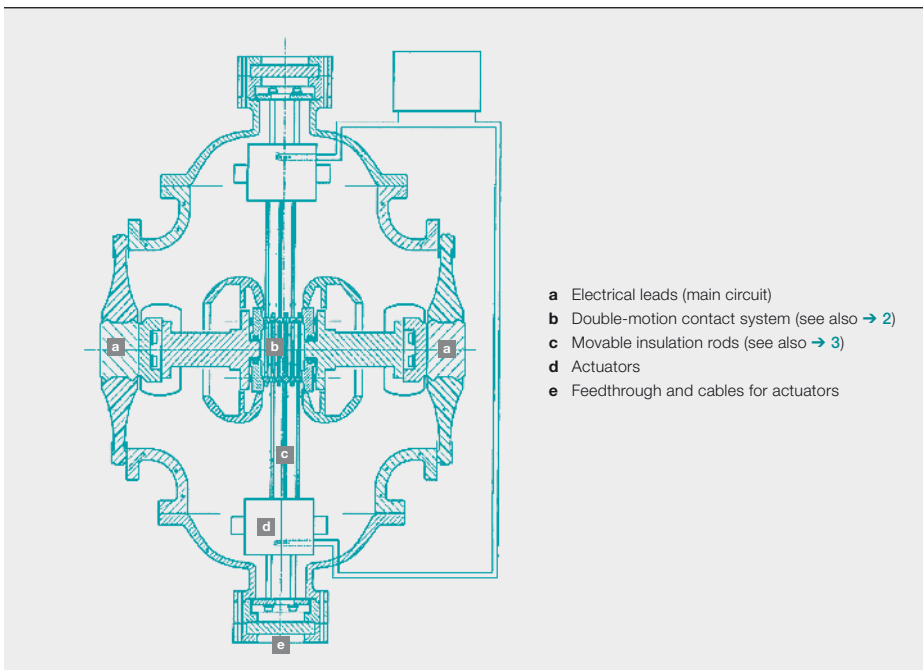 a
b
a
c
d
e
a Electrical leads (main circuit)
b Double-motion contact system (see also ➔ 2)
c Movable insulation rods (see also ➔ 3)
d Actuators
e Feedthrough and cables for actuators